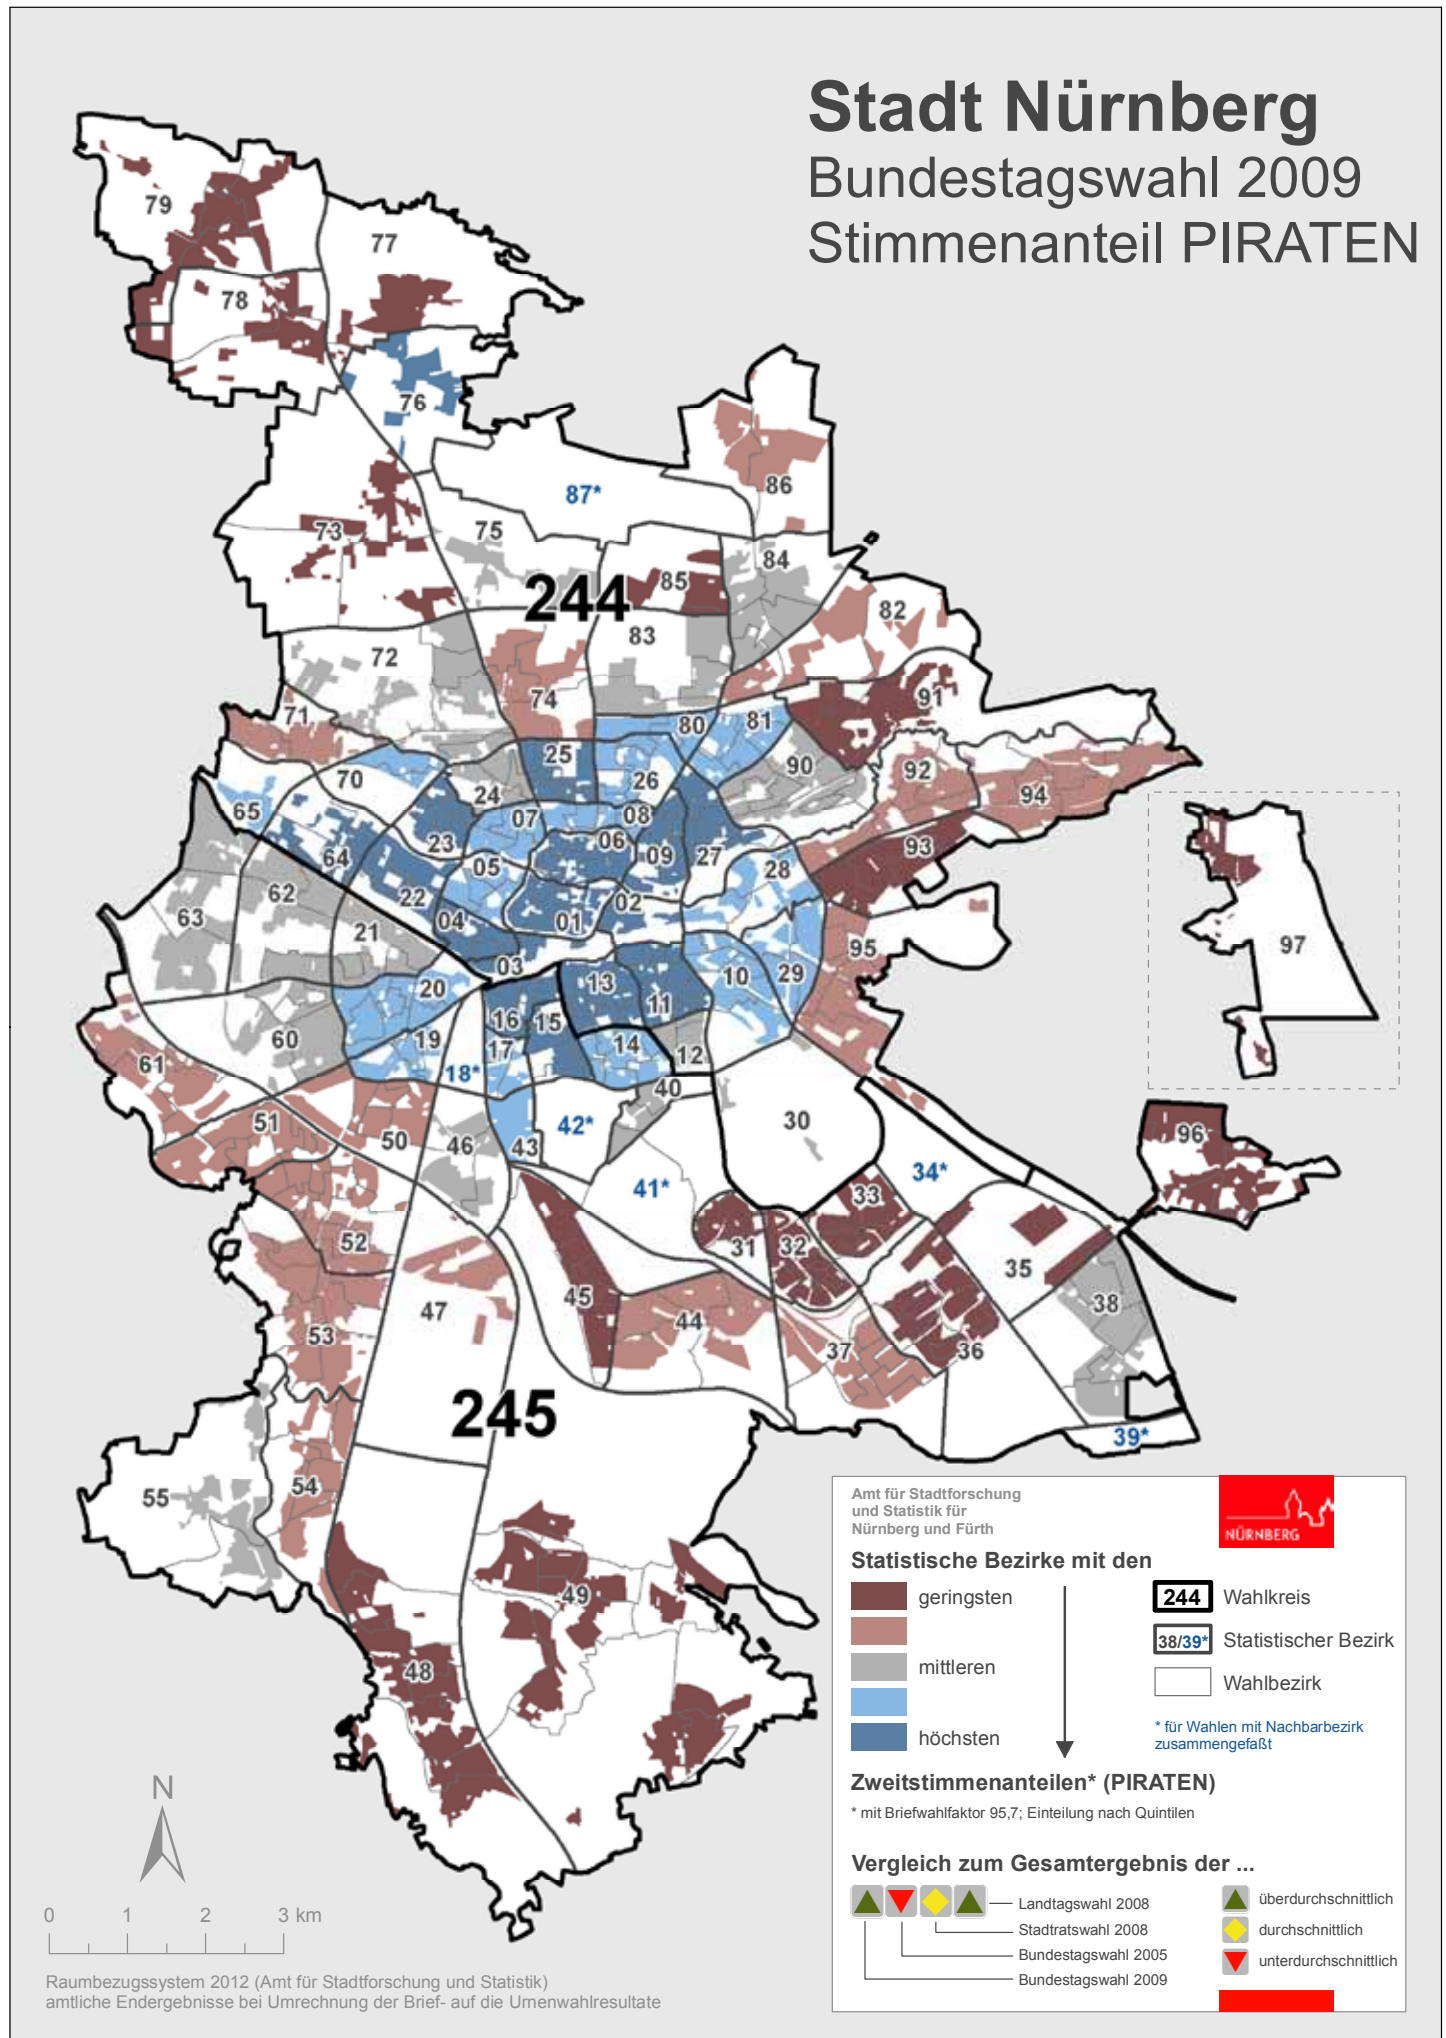 Stadt Nürnberg
Bundestagswahl 2009
Stimmenanteil PIRATEN
79
77
78
76
87*
86
73
75
84
244
85
82
83
72
74
71
91
80
81
25
70
90
92
26
94
24
65
07
08
23
06
93
64
09
27
05
28
22
62
02
04
01
63
21
95
97
03
20
13
10
29
11
16
15
60
19
17
14
12
61
18*
40
51
42*
30
50
46
43
96
34*
41*
33
52
31
32
35
47
45
38
53
44
37
36
245
39*
55
54
49
48
Amt für Stadtforschung
und Statistik für
Nürnberg und Fürth
NÜRNBERG
Statistische Bezirke mit den
geringsten
mittleren
höchsten
244 Wahlkreis
38/39* Statistischer Bezirk
Wahlbezirk
* für Wahlen mit Nachbarbezirk
zusammengefaßt
Zweitstimmenanteilen* (PIRATEN)
* mit Briefwahlfaktor 95,7; Einteilung nach Quintilen
Vergleich zum Gesamtergebnis der ...
Landtagswahl 2008
Stadtratswahl 2008
Bundestagswahl 2005
Bundestagswahl 2009
überdurchschnittlich
durchschnittlich
unterdurchschnittlich
N
0 1 2 3 km
Raumbezugssystem 2012 (Amt für Stadtforschung und Statistik)
amtliche Endergebnisse bei Umrechnung der Brief- auf die Urnenwahlresultate